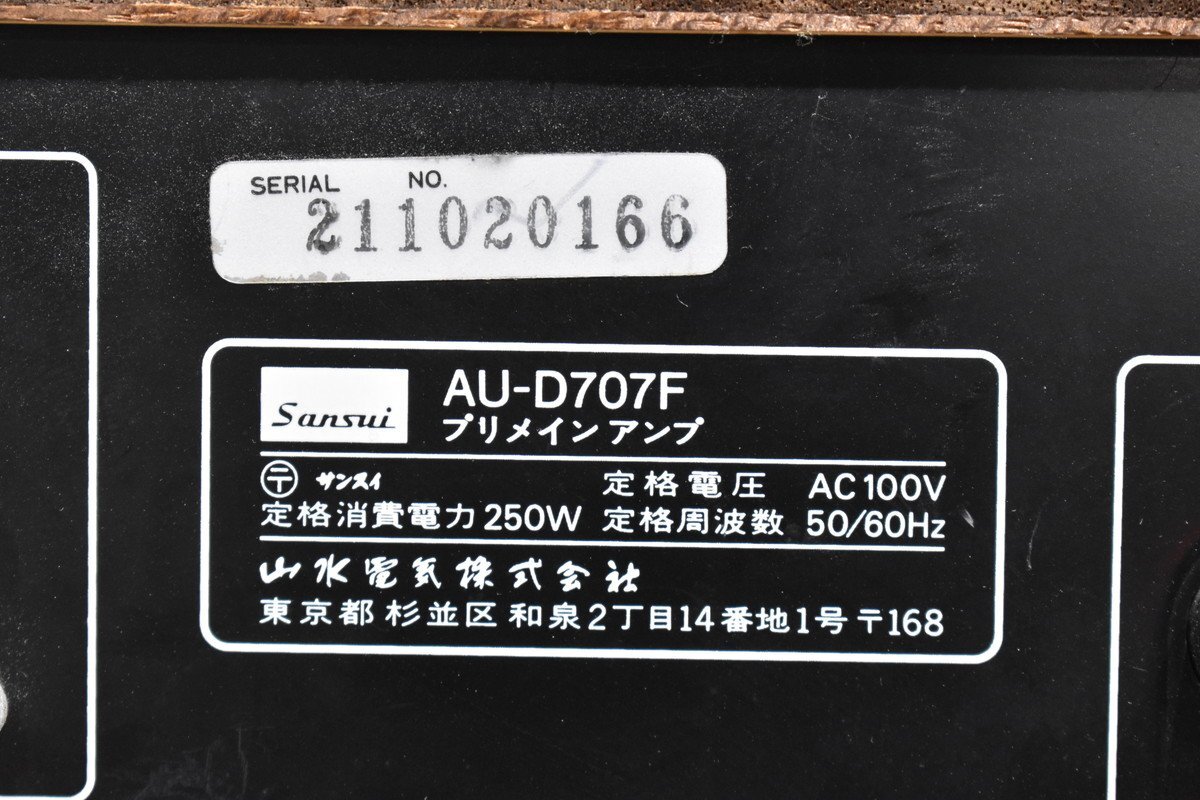 SERIAL NO.
211020166
Sansui
AU-D707F
プリメインアンプ
〒 サンスイ 定格電圧 AC100V
定格消費電力 250W 定格周波数 50/60Hz
山水電気株式会社
東京都杉並区和泉2丁目14番地1号〒168